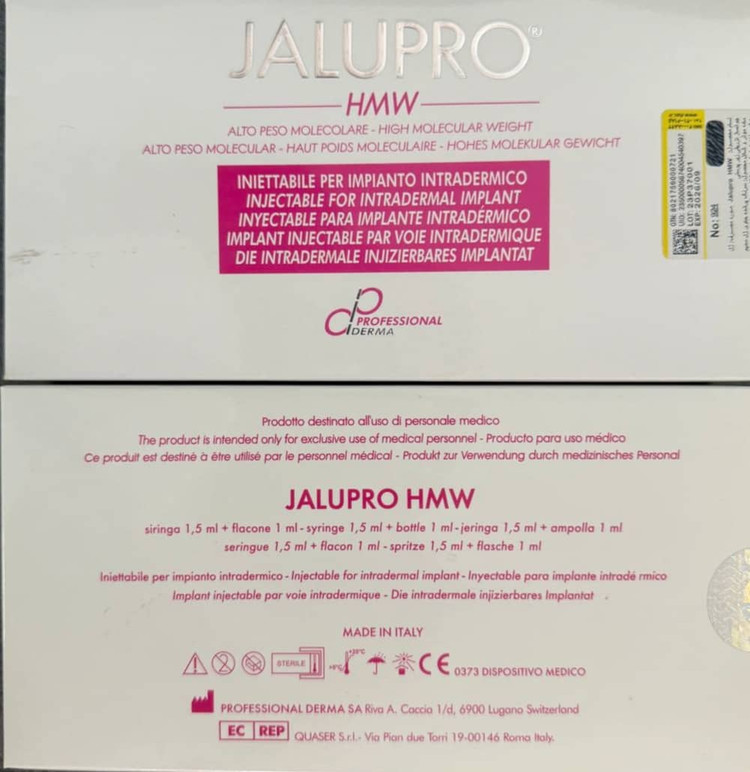 JALUPRO®
HMW
ALTO PESO MOLECOLARE - HIGH MOLECULAR WEIGHT
ALTO PESO MOLECULAR - HAUT POIDS MOLECULAIRE - HOHES MOLEKULAR GEWICHT
INIETTABILE PER IMPIANTO INTRADERMICO
INJECTABLE FOR INTRADERMAL IMPLANT
INYECTABLE PARA IMPLANTE INTRADÉRMICO
IMPLANT INJECTABLE PAR VOIE INTRADERMIQUE
DIE INTRADERMALE INJIZIERBARES IMPLANTAT
PROFESSIONAL
DERMA
LOT: 23P37001
EXP: 2026/09
Prodotto destinato all'uso di personale medico
The product is intended only for exclusive use of medical personnel - Producto para uso médico
Ce produit est destiné à être utilisé par le personnel médical - Produkt zur Verwendung durch medizinisches Personal
JALUPRO HMW
siringa 1,5 ml + flacone 1 ml - syringe 1,5 ml + bottle 1 ml - jeringa 1,5 ml + ampolla 1 ml
seringue 1,5 ml + flacon 1 ml - spritze 1,5 ml + flasche 1 ml
Iniettabile per impianto intradermico - Injectable for intradermal implant - Inyectable para implante intradé rmico
Implant injectable par voie intradermique - Die intradermale injizierbares Implantat
MADE IN ITALY
STERILE
CE 0373 DISPOSITIVO MEDICO
PROFESSIONAL DERMA SA Riva A. Caccia 1/d, 6900 Lugano Switzerland
EC REP QUASER S.r.l.- Via Pian due Torri 19-00146 Roma Italy.